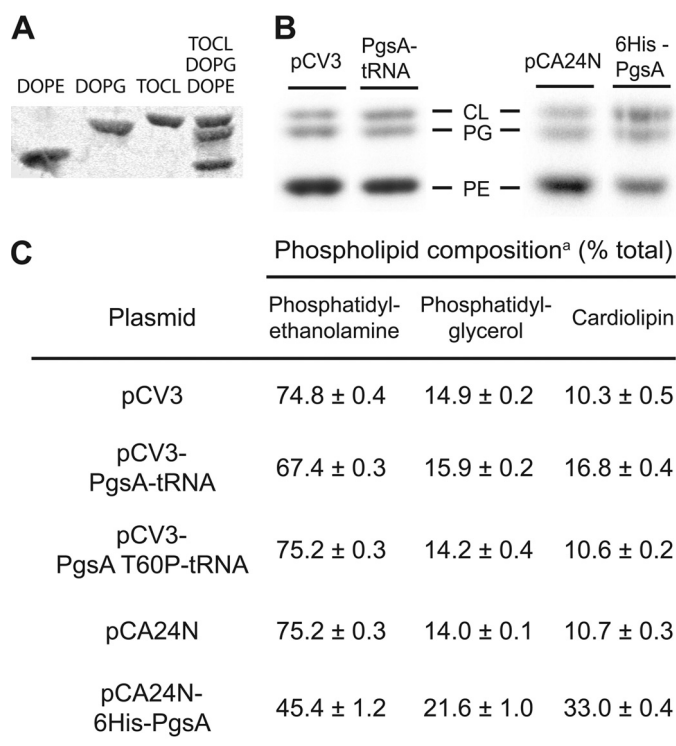 A
TOCL
DOPG
DOPE DOPG TOCL DOPE
B
pCV3
PgsA-
tRNA
pCA24N
6His -
PgsA
CL
PG
PE
C
Phospholipid compositionª (% total)
Plasmid
Phosphatidyl-
ethanolamine
Phosphatidyl-
glycerol
Cardiolipin
pCV3 74.8 ± 0.4 14.9 ± 0.2 10.3 ± 0.5
pCV3-
PgsA-tRNA 67.4 ± 0.3 15.9 ± 0.2 16.8 ± 0.4
pCV3-
PgsA T60P-tRNA 75.2 ± 0.3 14.2 ± 0.4 10.6 ± 0.2
pCA24N 75.2 ± 0.3 14.0 ± 0.1 10.7 ± 0.3
pCA24N-
6His-PgsA 45.4 ± 1.2 21.6 ± 1.0 33.0 ± 0.4